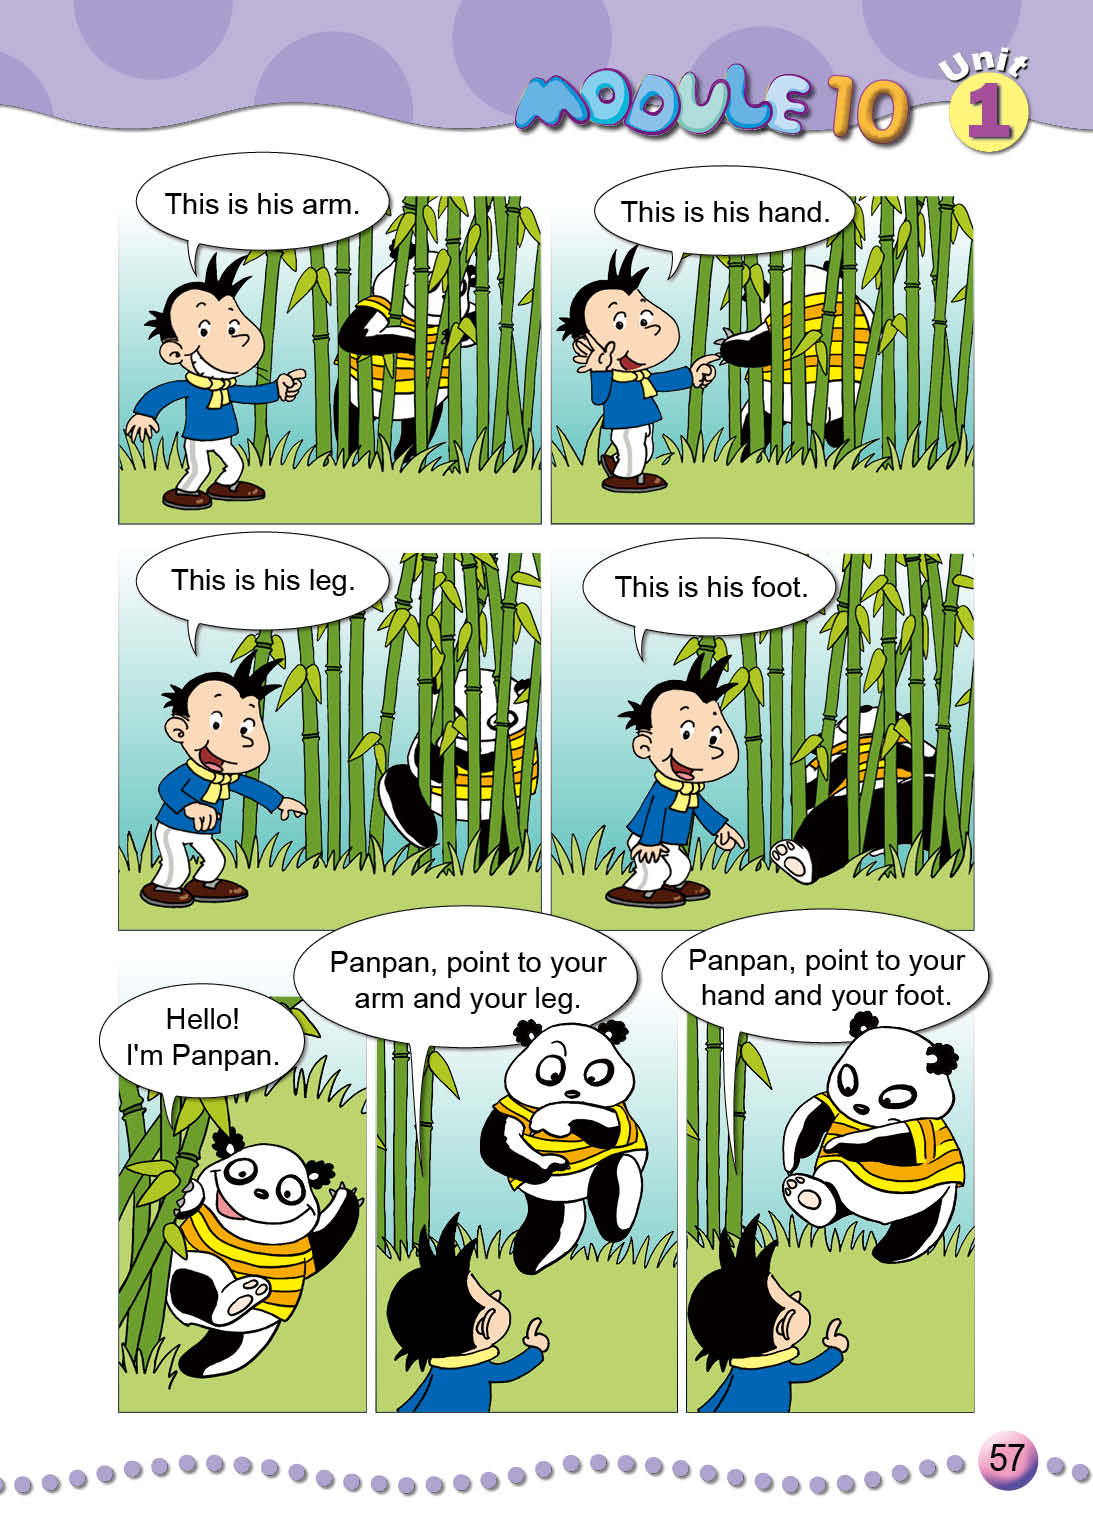 MODULE 10
Unit
1
This is his arm.
This is his hand.
This is his leg.
This is his foot.
Hello!
I'm Panpan.
Panpan, point to your
arm and your leg.
Panpan, point to your
hand and your foot.
57